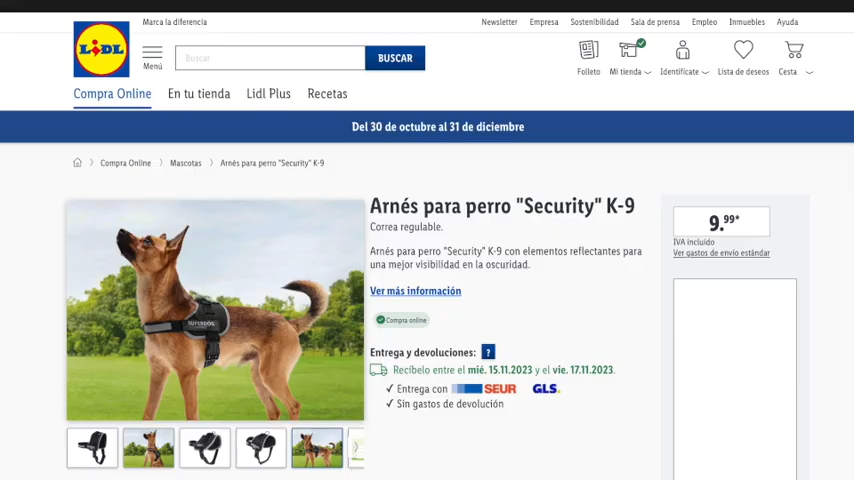 Marca la diferencia
Newsletter Empresa Sostenibilidad Sala de prensa Empleo Inmuebles Ayuda
LIDL
Menú
Buscar
BUSCAR
Folleto Mi tienda Identifícate Lista de deseos Cesta
Compra Online En tu tienda Lidl Plus Recetas
Del 30 de octubre al 31 de diciembre
Compra Online Mascotas Arnés para perro "Security" K-9
SUPERDOG
Arnés para perro "Security" K-9
Correa regulable.
Arnés para perro "Security" K-9 con elementos reflectantes para
una mejor visibilidad en la oscuridad.
Ver más información
Compra online
Entrega y devoluciones: ?
Recíbelo entre el mié. 15.11.2023 y el vie. 17.11.2023.
✓ Entrega con SEUR GLS.
✓ Sin gastos de devolución
9.99*
IVA incluido
Ver gastos de envío estándar